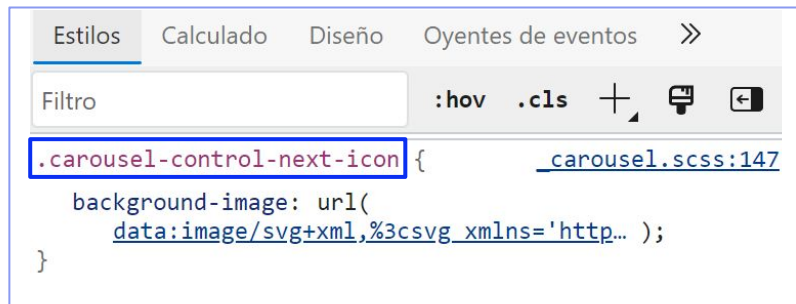 Estilos Calculado Diseño Oyentes de eventos »
Filtro :hov .cls +
.carousel-control-next-icon { _carousel.scss:147
background-image: url(
data:image/svg+xml,%3csvg xmlns='http… );
}